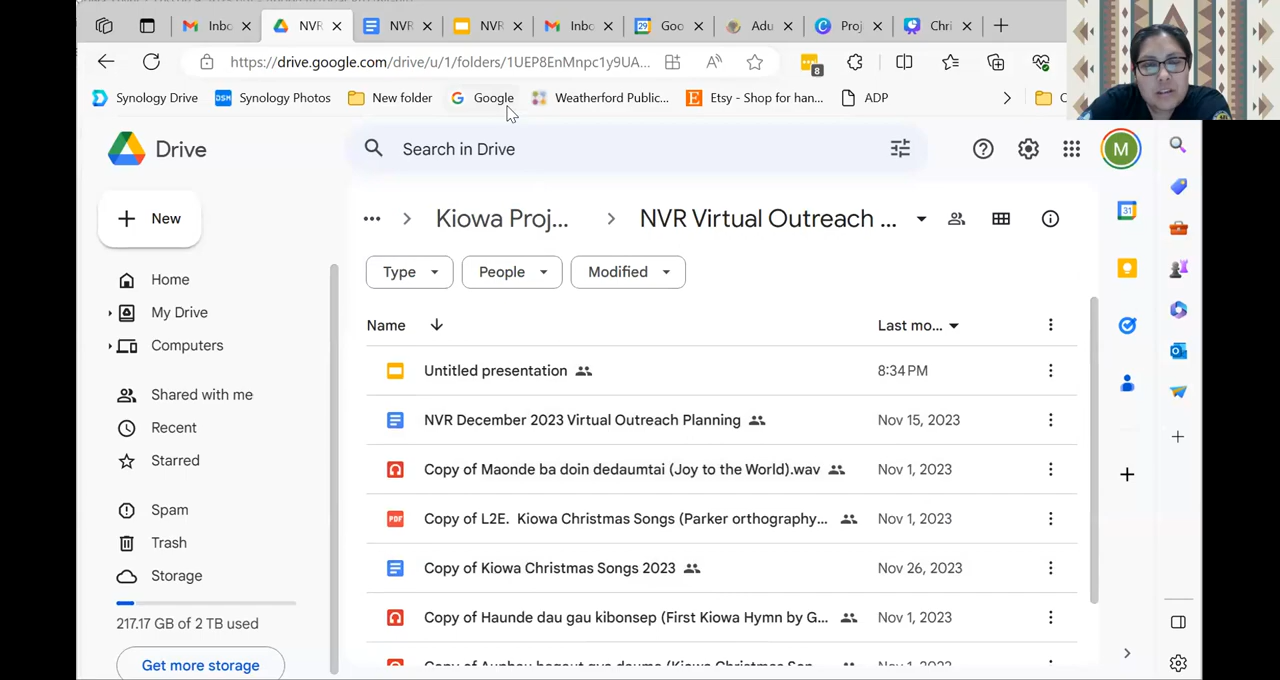 Inbo
NVR
NVR
NVR
Inbo
Goo
Adu
Proj
Chri
https://drive.google.com/drive/u/1/folders/1UEP8EnMnpc1y9UA...
8
Synology Drive
DSM
Synology Photos
New folder
Google
Weatherford Public...
Etsy - Shop for han...
ADP
Drive
Search in Drive
M
New
Kiowa Proj...
NVR Virtual Outreach ...
Type
People
Modified
Home
My Drive
Computers
Shared with me
Recent
Starred
Spam
Trash
Storage
217.17 GB of 2 TB used
Get more storage
Name
Last mo...
Untitled presentation
8:34 PM
NVR December 2023 Virtual Outreach Planning
Nov 15, 2023
Copy of Maonde ba doin dedaumtai (Joy to the World).wav
Nov 1, 2023
PDF
Copy of L2E. Kiowa Christmas Songs (Parker orthography...
Nov 1, 2023
Copy of Kiowa Christmas Songs 2023
Nov 26, 2023
Copy of Haunde dau gau kibonsep (First Kiowa Hymn by G...
Nov 1, 2023